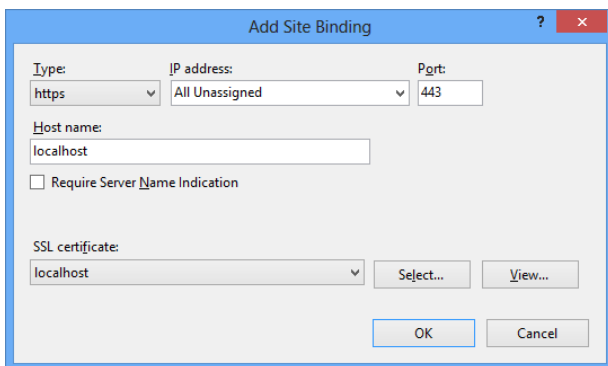 Add Site Binding
? ×
Type: IP address: Port:
https All Unassigned 443
Host name:
localhost
Require Server Name Indication
SSL certificate:
localhost Select... View...
OK Cancel